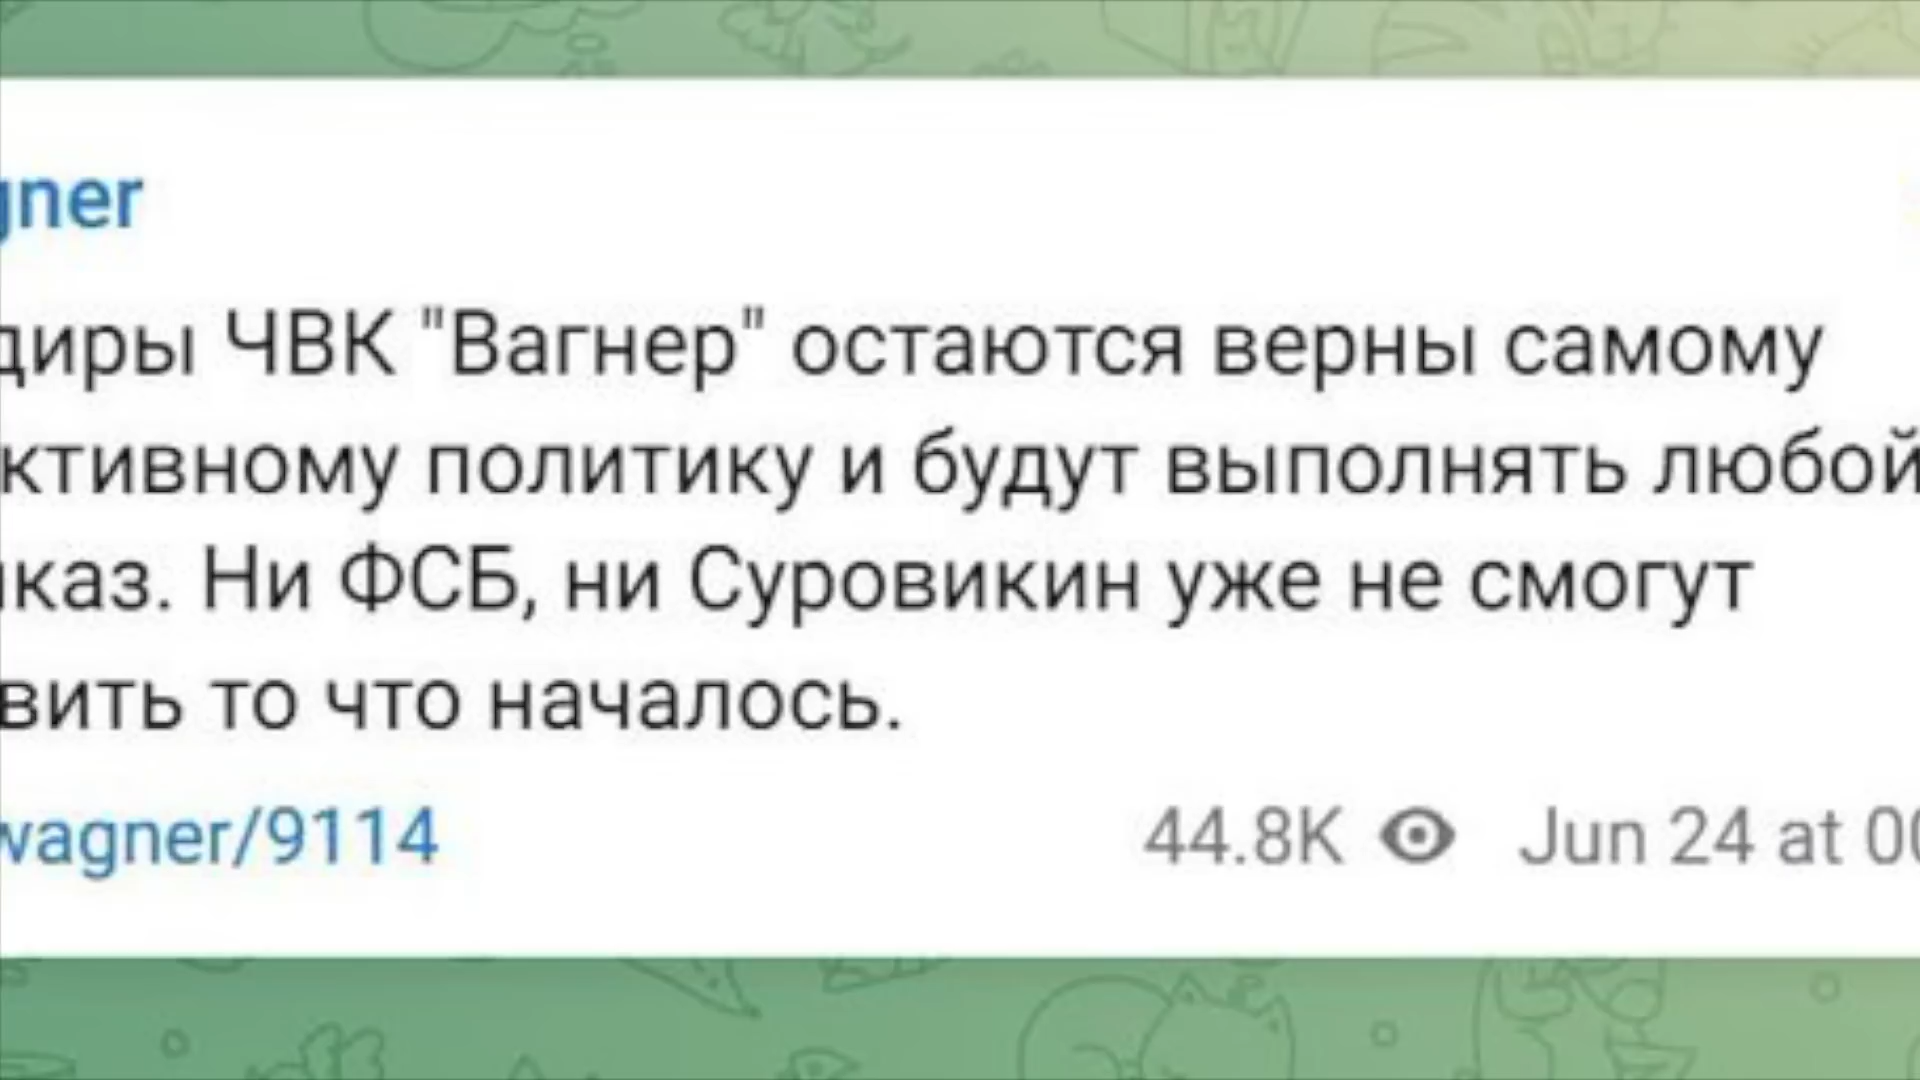 gner
диры ЧВК "Вагнер" остаются верны самому
ктивному политику и будут выполнять любой
каз. Ни ФСБ, ни Суровикин уже не смогут
вить то что началось.
wagner/9114
44.8K Jun 24 at 00